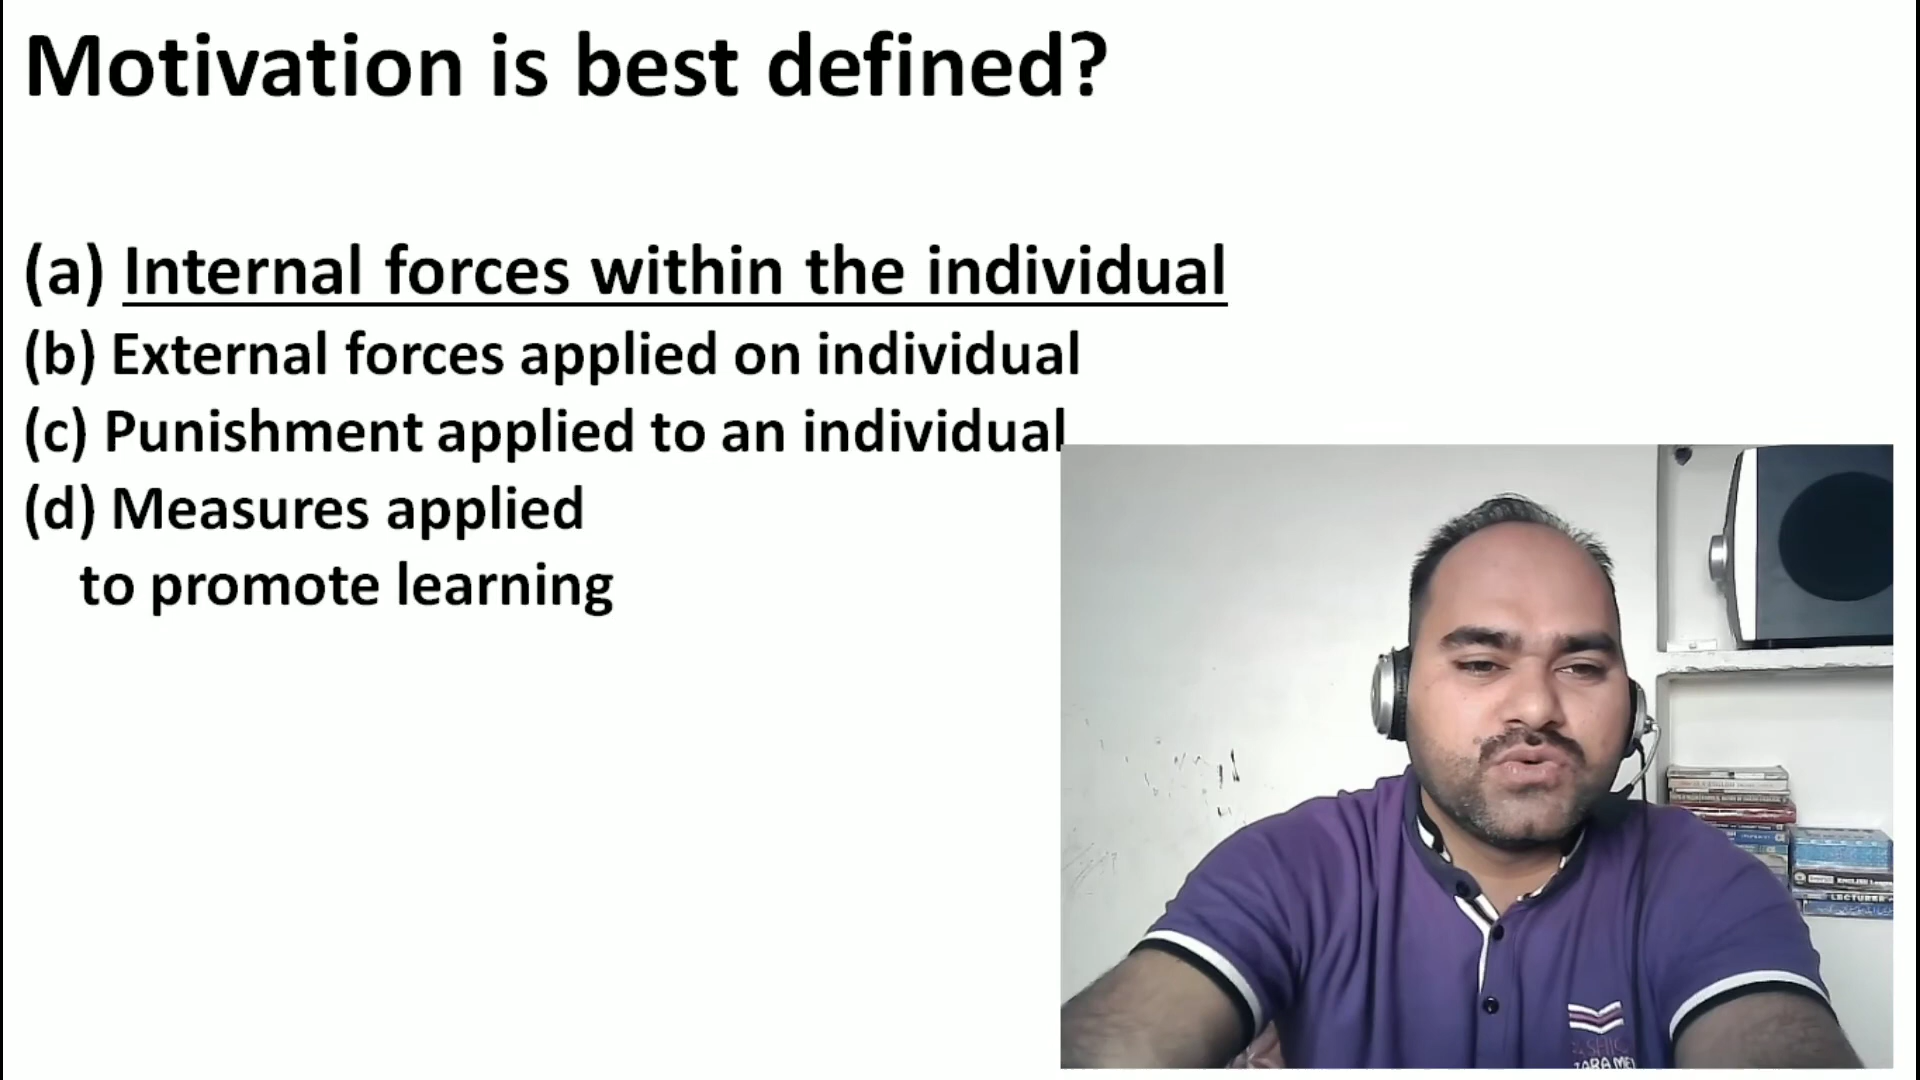 Motivation is best defined?
(a) Internal forces within the individual
(b) External forces applied on individual
(c) Punishment applied to an individual
(d) Measures applied
to promote learning
LECTURER